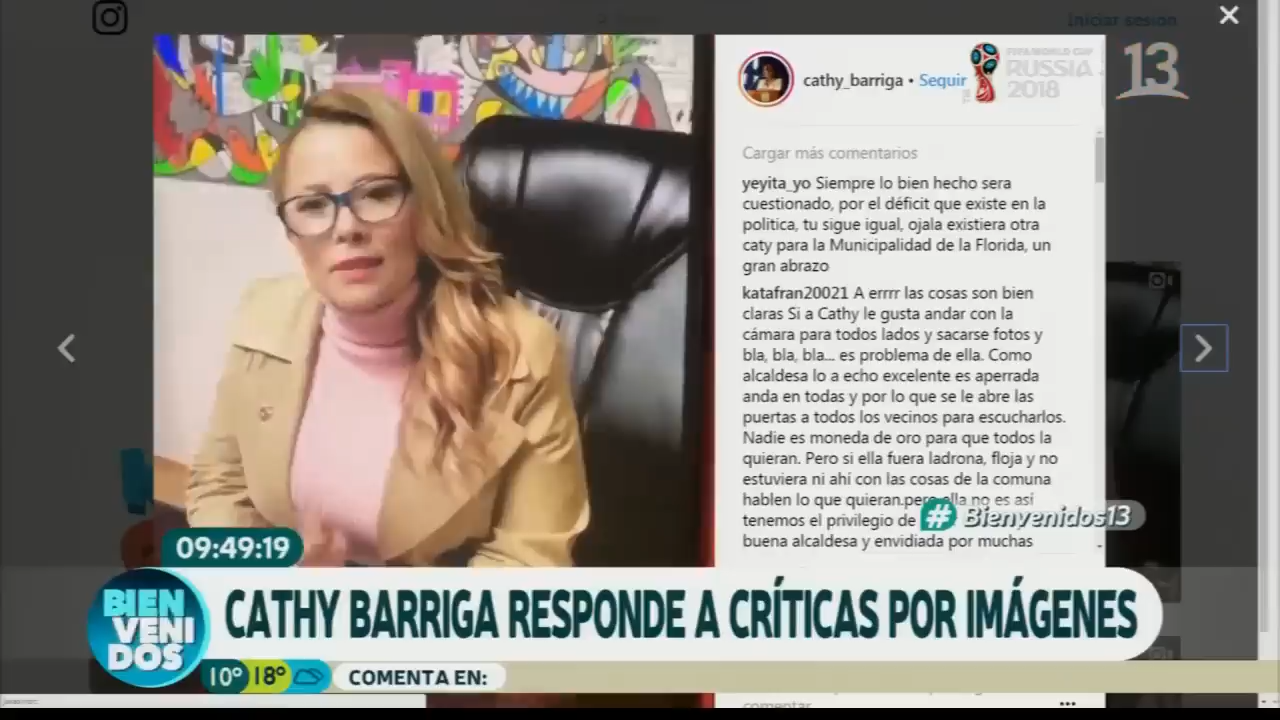 Iniciar sesión
cathy_barriga • Seguir
FIFA WORLD CUP
RUSSIA
2018
13
Cargar más comentarios
yeyita_yo Siempre lo bien hecho sera
cuestionado, por el déficit que existe en la
politica, tu sigue igual, ojala existiera otra
caty para la Municipalidad de la Florida, un
gran abrazo
katafran20021 A errrr las cosas son bien
claras Si a Cathy le gusta andar con la
cámara para todos lados y sacarse fotos y
bla, bla, bla... es problema de ella. Como
alcaldesa lo a echo excelente es aperrada
anda en todas y por lo que se le abre las
puertas a todos los vecinos para escucharlos.
Nadie es moneda de oro para que todos la
quieran. Pero si ella fuera ladrona, floja y no
estuviera ni ahí con las cosas de la comuna
hablen lo que quieran.pero ella no es así
tenemos el privilegio de
buena alcaldesa y envidiada por muchas
# Bienvenidos13
09:49:19
BIEN
VENI
DOS
CATHY BARRIGA RESPONDE A CRÍTICAS POR IMÁGENES
10° 18°
COMENTA EN:
comentar